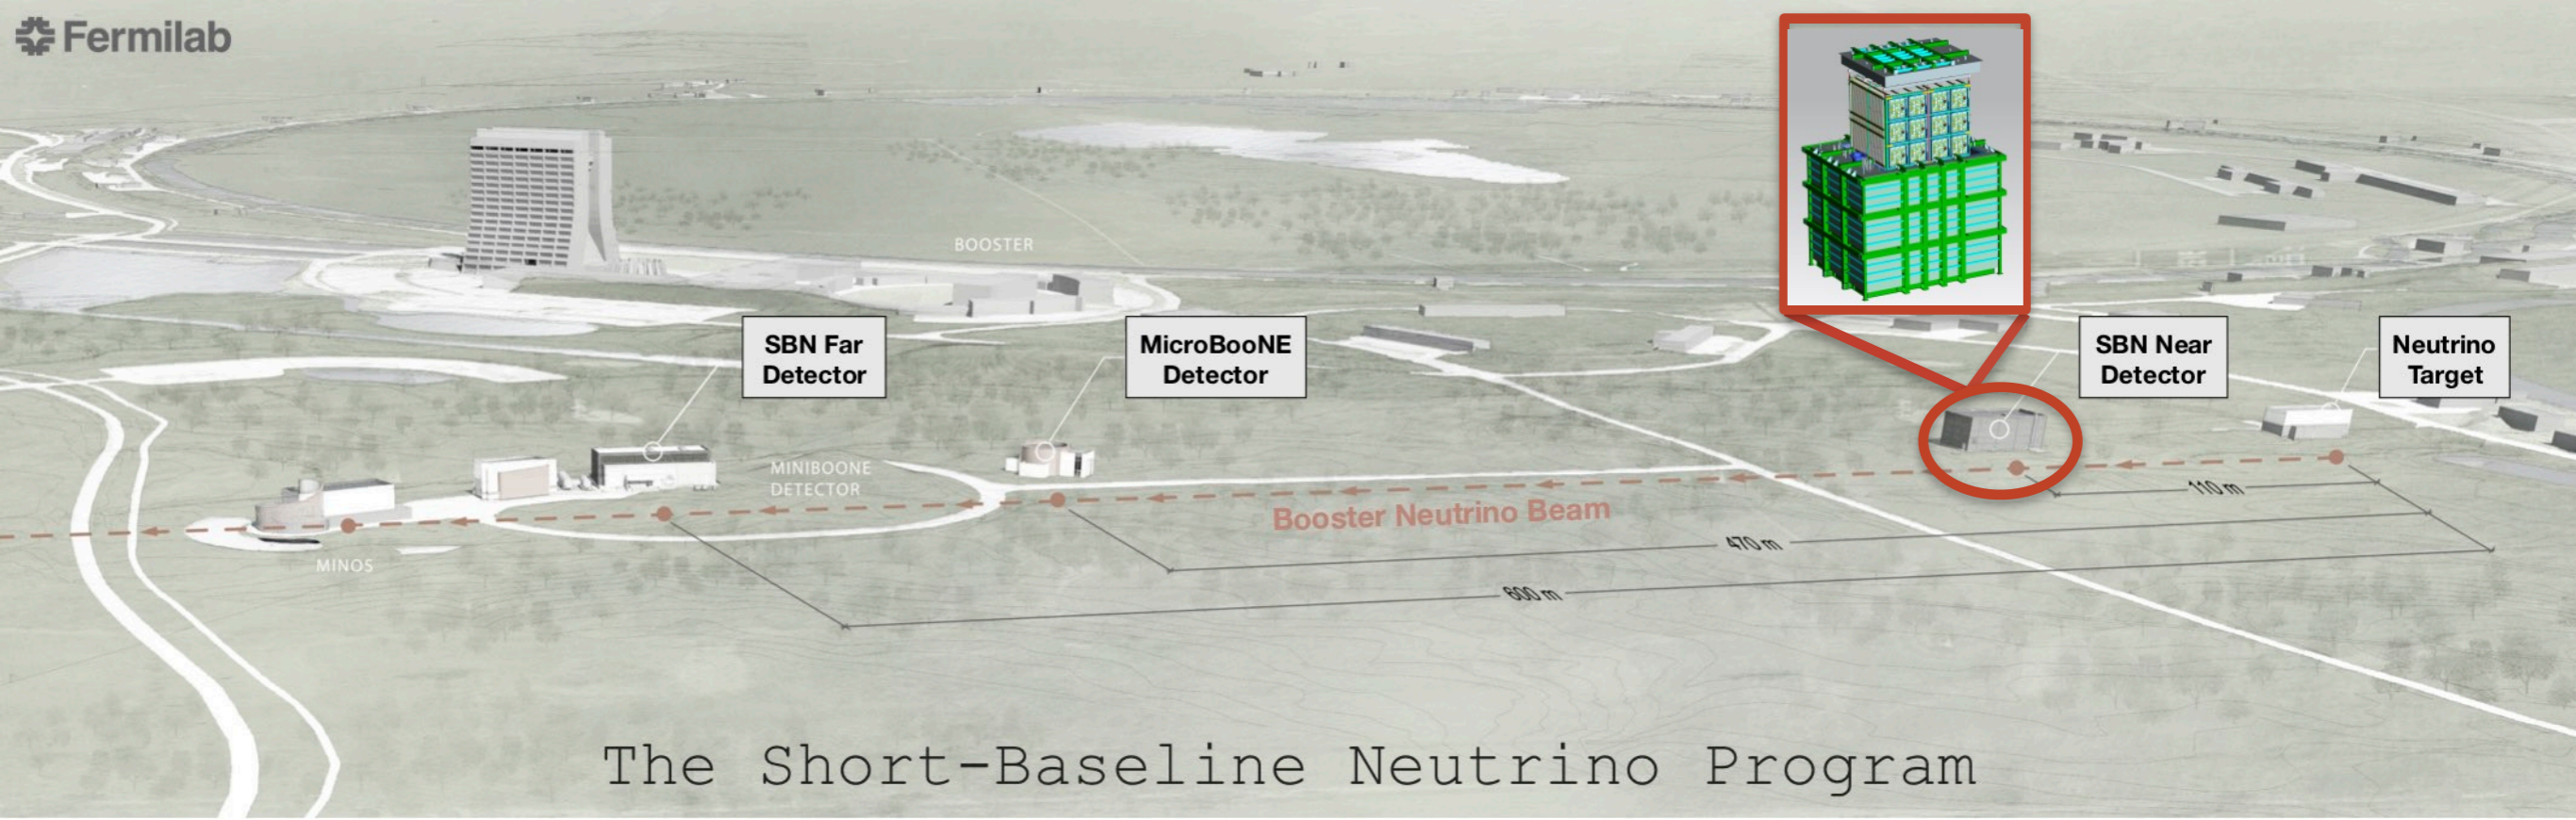 Fermilab
BOOSTER
SBN Far
Detector
MicroBooNE
Detector
SBN Near
Detector
Neutrino
Target
MINIBOONE
DETECTOR
110 m
Booster Neutrino Beam
470 m
MINOS
600 m
The Short-Baseline Neutrino Program